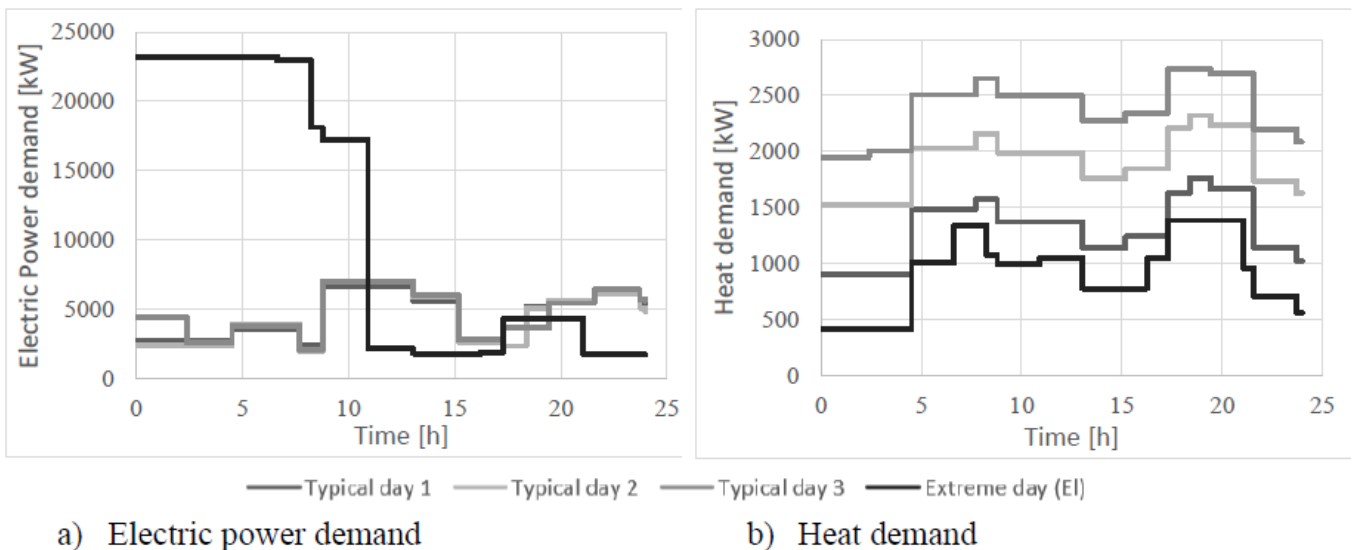 Electric Power demand [kW]
25000
20000
15000
10000
5000
0
0 5 10 15 20 25
Time [h]
Heat demand [kW]
3000
2500
2000
1500
1000
500
0
0 5 10 15 20 25
Time [h]
Typical day 1 Typical day 2 Typical day 3 Extreme day (El)
a) Electric power demand
b) Heat demand